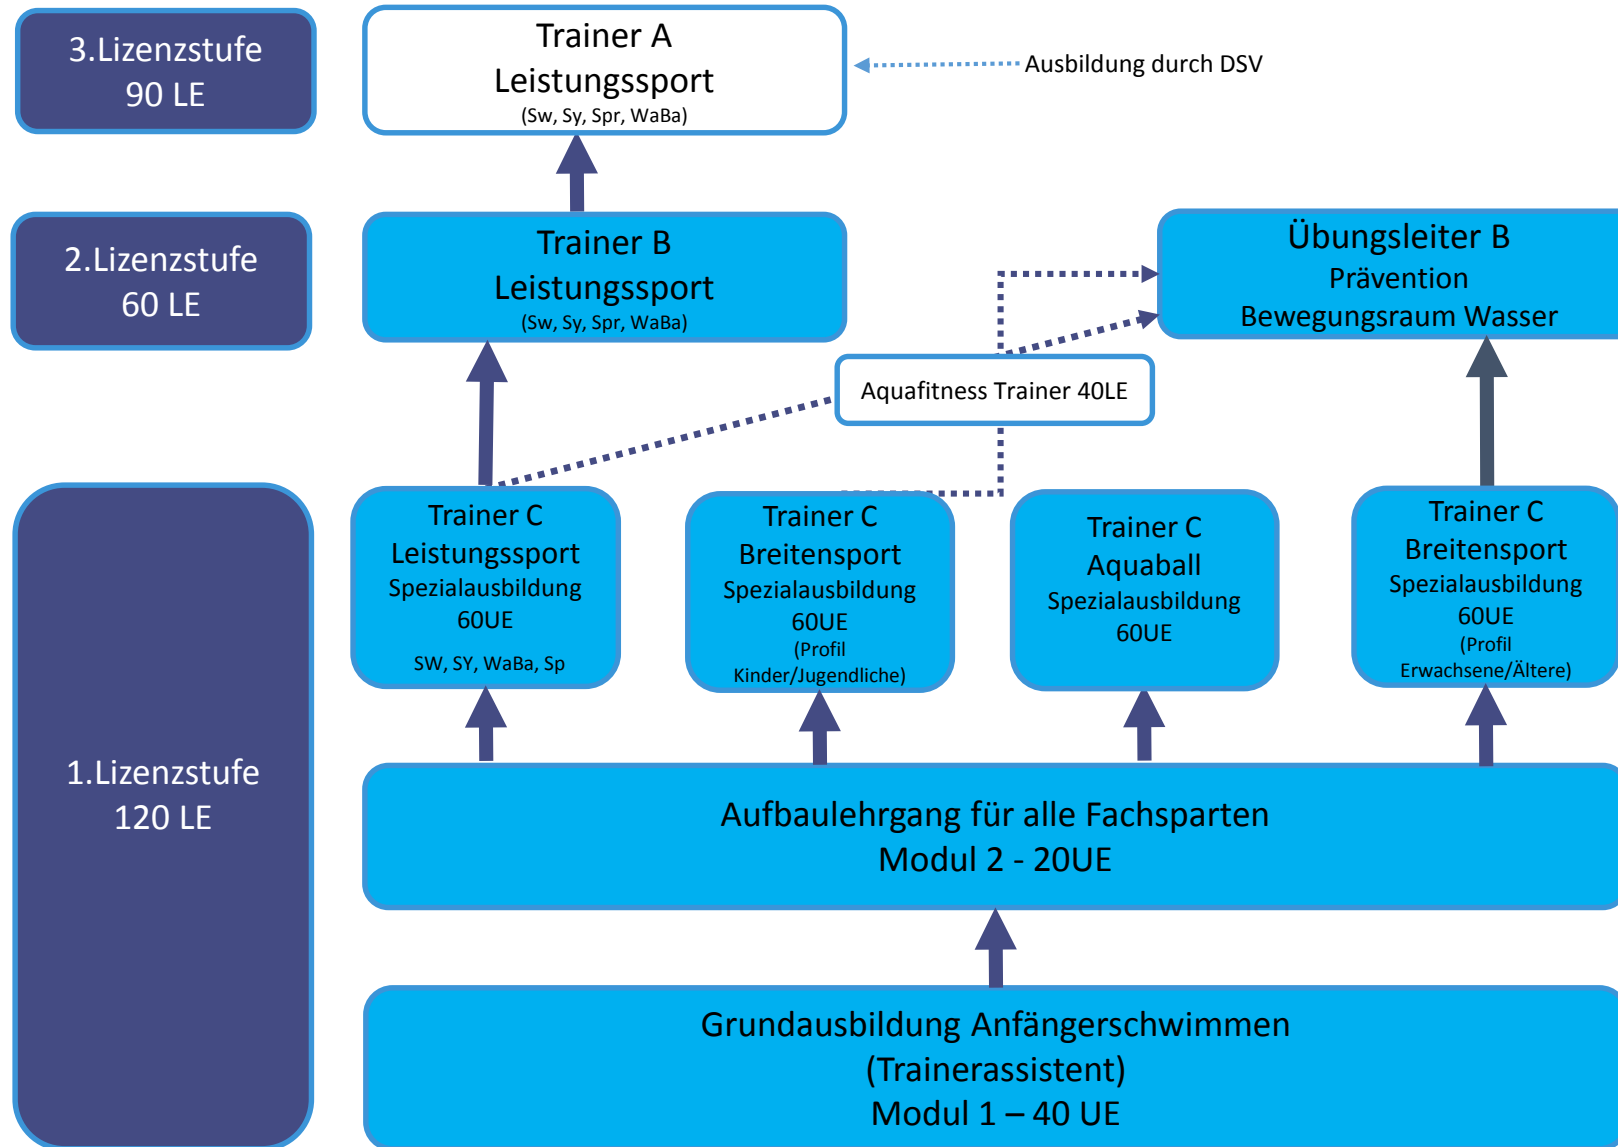 3.Lizenzstufe
90 LE
Trainer A
Leistungssport
(Sw, Sy, Spr, WaBa)
Ausbildung durch DSV
2.Lizenzstufe
60 LE
Trainer B
Leistungssport
(Sw, Sy, Spr, WaBa)
Übungsleiter B
Prävention
Bewegungsraum Wasser
Aquafitness Trainer 40LE
1.Lizenzstufe
120 LE
Trainer C
Leistungssport
Spezialausbildung
60UE
SW, SY, WaBa, Sp
Trainer C
Breitensport
Spezialausbildung
60UE
(Profil
Kinder/Jugendliche)
Trainer C
Aquaball
Spezialausbildung
60UE
Trainer C
Breitensport
Spezialausbildung
60UE
(Profil
Erwachsene/Ältere)
Aufbaulehrgang für alle Fachsparten
Modul 2 - 20UE
Grundausbildung Anfängerschwimmen
(Trainerassistent)
Modul 1 – 40 UE